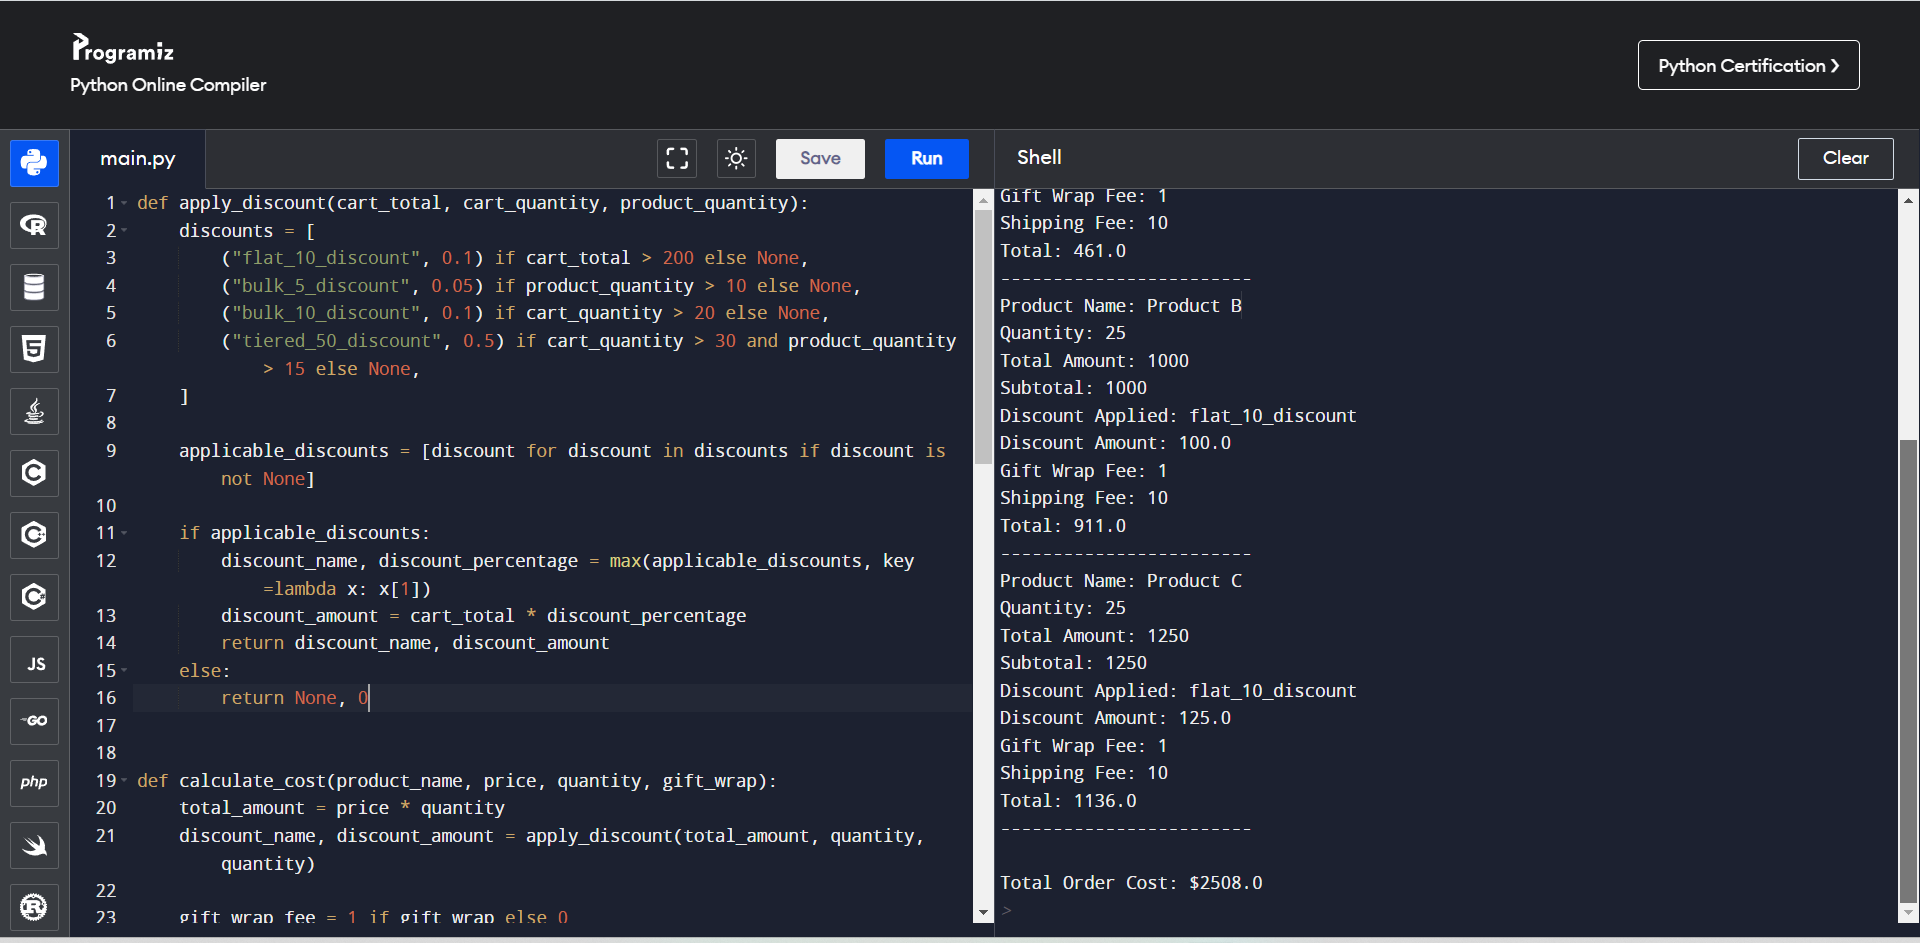 Programiz
Python Online Compiler
Python Certification ❯
main.py
Save
Run
Shell
Clear
JS
GO
php
1 def apply_discount(cart_total, cart_quantity, product_quantity):
2     discounts = [
3         ("flat_10_discount", 0.1) if cart_total > 200 else None,
4         ("bulk_5_discount", 0.05) if product_quantity > 10 else None,
5         ("bulk_10_discount", 0.1) if cart_quantity > 20 else None,
6         ("tiered_50_discount", 0.5) if cart_quantity > 30 and product_quantity
            > 15 else None,
7     ]
8
9     applicable_discounts = [discount for discount in discounts if discount is
        not None]
10
11     if applicable_discounts:
12         discount_name, discount_percentage = max(applicable_discounts, key
            =lambda x: x[1])
13         discount_amount = cart_total * discount_percentage
14         return discount_name, discount_amount
15     else:
16         return None, 0
17
18
19 def calculate_cost(product_name, price, quantity, gift_wrap):
20     total_amount = price * quantity
21     discount_name, discount_amount = apply_discount(total_amount, quantity,
        quantity)
22
23     gift_wrap_fee = 1 if gift_wrap else 0
Gift Wrap Fee: 1
Shipping Fee: 10
Total: 461.0
------------------------
Product Name: Product B
Quantity: 25
Total Amount: 1000
Subtotal: 1000
Discount Applied: flat_10_discount
Discount Amount: 100.0
Gift Wrap Fee: 1
Shipping Fee: 10
Total: 911.0
------------------------
Product Name: Product C
Quantity: 25
Total Amount: 1250
Subtotal: 1250
Discount Applied: flat_10_discount
Discount Amount: 125.0
Gift Wrap Fee: 1
Shipping Fee: 10
Total: 1136.0
------------------------
Total Order Cost: $2508.0
>